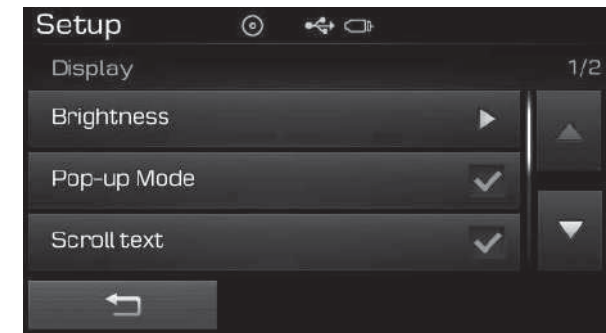 Setup
Display 1/2
Brightness
Pop-up Mode
Scroll text